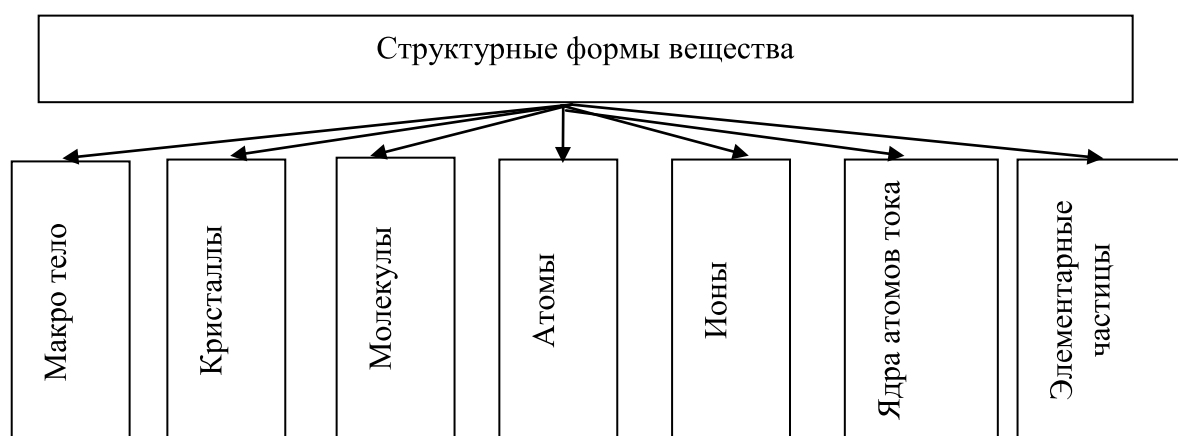 Структурные формы вещества
Макро тело
Кристаллы
Молекулы
Атомы
Ионы
Ядра атомов тока
Элементарные
частицы